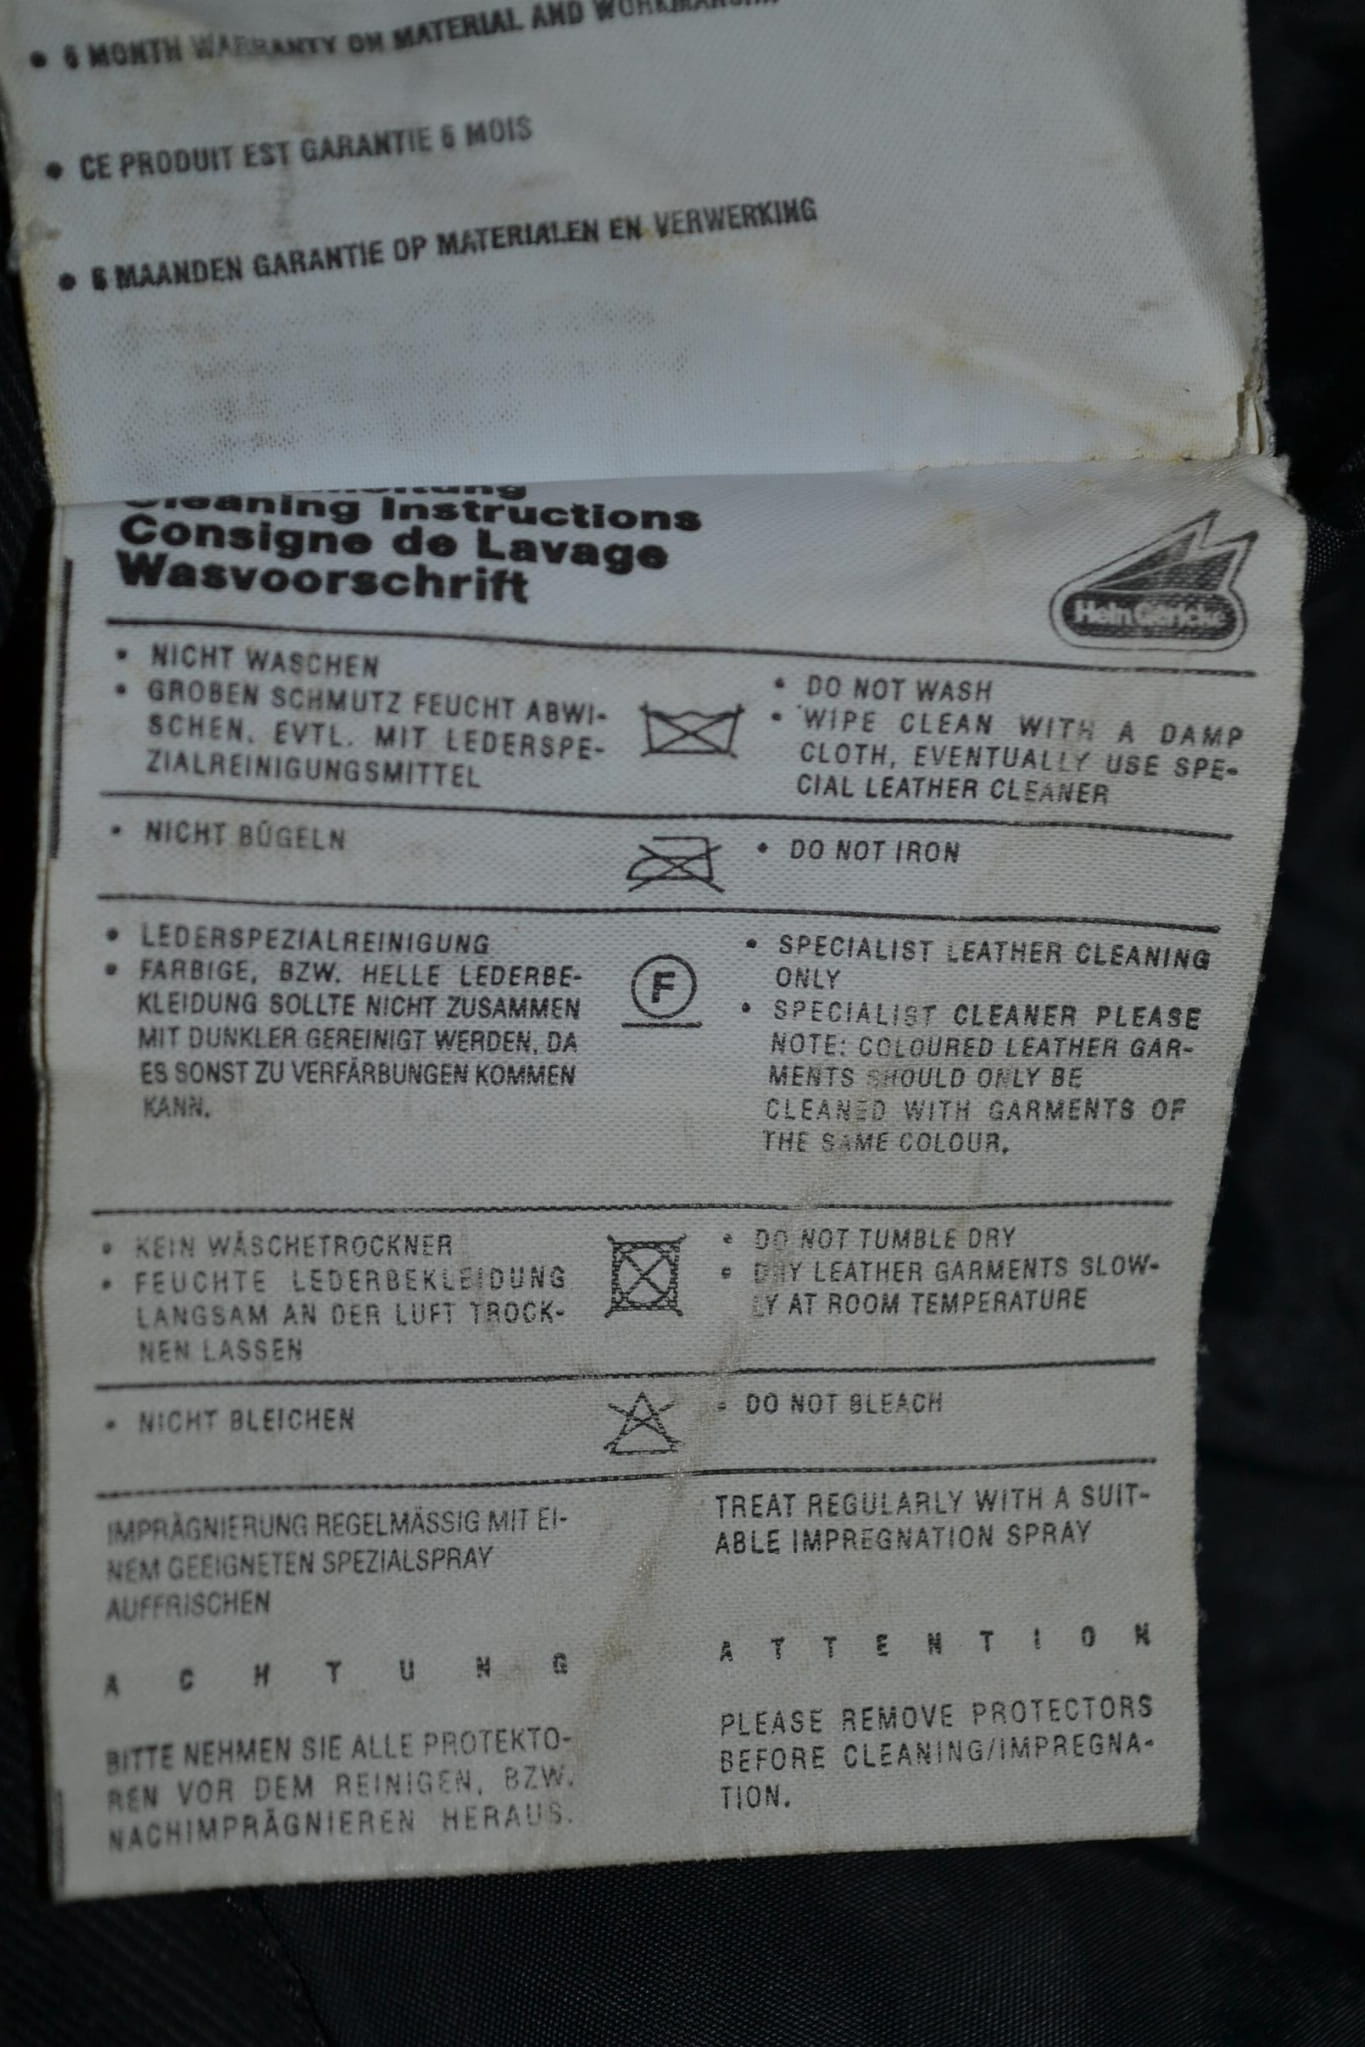 • 6 MONTH WARRANTY ON MATERIAL AND
• CE PRODUIT EST GARANTIE 6 MOIS
• 6 MAANDEN GARANTIE OP MATERIALEN EN VERWERKING
Cleaning Instructions
Consigne de Lavage
Wasvoorschrift
Hein Gericke
• NICHT WASCHEN
• GROBEN SCHMUTZ FEUCHT ABWI-
SCHEN, EVTL. MIT LEDERSPE-
ZIALREINIGUNGSMITTEL
• DO NOT WASH
• WIPE CLEAN WITH A DAMP
CLOTH, EVENTUALLY USE SPE-
CIAL LEATHER CLEANER
• NICHT BÜGELN
• DO NOT IRON
• LEDERSPEZIALREINIGUNG
• FARBIGE, BZW. HELLE LEDERBE-
KLEIDUNG SOLLTE NICHT ZUSAMMEN
MIT DUNKLER GEREINIGT WERDEN, DA
ES SONST ZU VERFÄRBUNGEN KOMMEN
KANN.
F
• SPECIALIST LEATHER CLEANING
ONLY
• SPECIALIST CLEANER PLEASE
NOTE: COLOURED LEATHER GAR-
MENTS SHOULD ONLY BE
CLEANED WITH GARMENTS OF
THE SAME COLOUR.
• KEIN WÄSCHETROCKNER
• FEUCHTE LEDERBEKLEIDUNG
LANGSAM AN DER LUFT TROCK-
NEN LASSEN
• DO NOT TUMBLE DRY
• DRY LEATHER GARMENTS SLOW-
LY AT ROOM TEMPERATURE
• NICHT BLEICHEN
• DO NOT BLEACH
IMPRÄGNIERUNG REGELMÄSSIG MIT EI-
NEM GEEIGNETEN SPEZIALSPRAY
AUFFRISCHEN
TREAT REGULARLY WITH A SUIT-
ABLE IMPREGNATION SPRAY
A C H T U N G
BITTE NEHMEN SIE ALLE PROTEKTO-
REN VOR DEM REINIGEN, BZW.
NACHIMPRÄGNIEREN HERAUS.
A T T E N T I O N
PLEASE REMOVE PROTECTORS
BEFORE CLEANING/IMPREGNA-
TION.